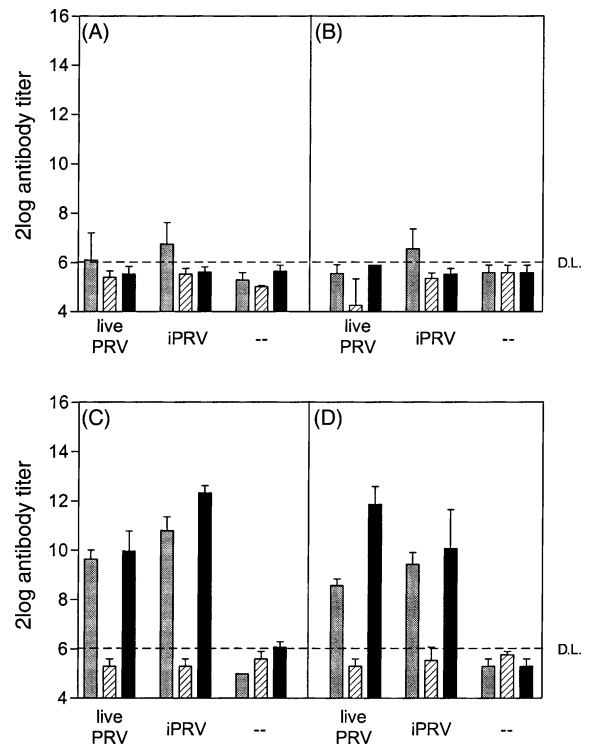 (A)
(B)
16
14
12
10
8
6
4
2log antibody titer
D.L.
live
PRV
iPRV
--
live
PRV
iPRV
--
(C)
(D)
16
14
12
10
8
6
4
2log antibody titer
D.L.
live
PRV
iPRV
--
live
PRV
iPRV
--